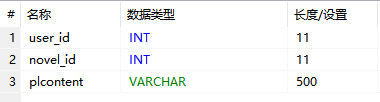 # 名称 数据类型 长度/设置
1 user_id INT 11
2 novel_id INT 11
3 plcontent VARCHAR 500